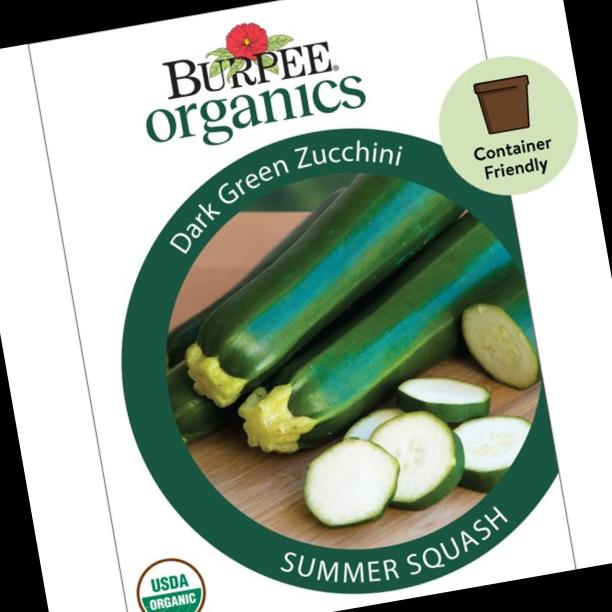 BURPEE®
organics
Container
Friendly
Dark Green Zucchini
SUMMER SQUASH
USDA
ORGANIC